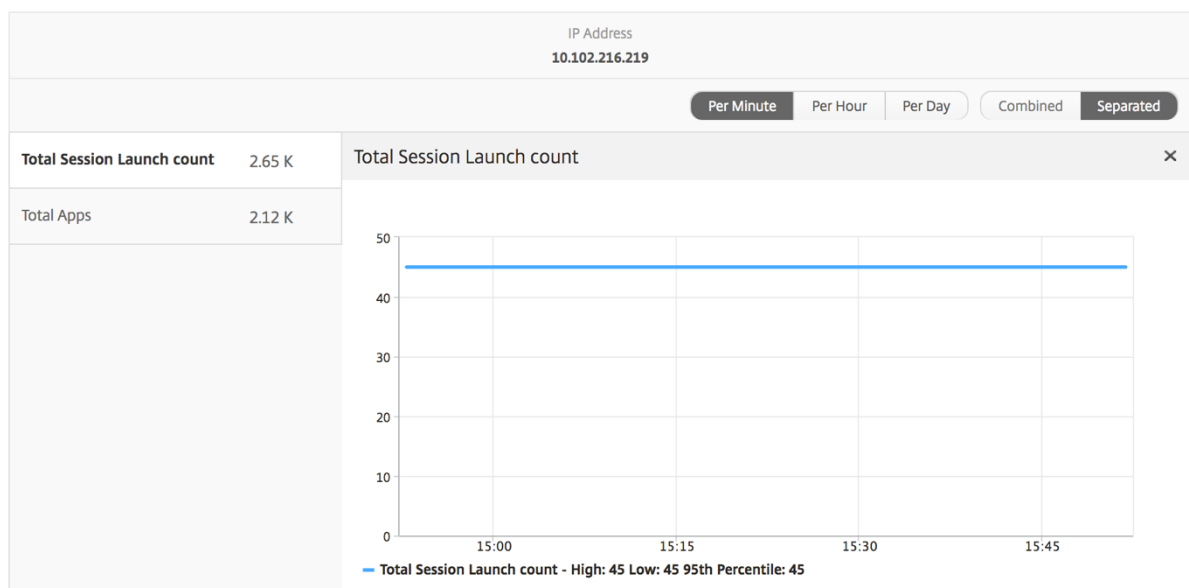 IP Address
10.102.216.219
Per Minute Per Hour Per Day Combined Separated
Total Session Launch count 2.65 K
Total Apps 2.12 K
Total Session Launch count ×
50
40
30
20
10
0
15:00 15:15 15:30 15:45
Total Session Launch count - High: 45 Low: 45 95th Percentile: 45